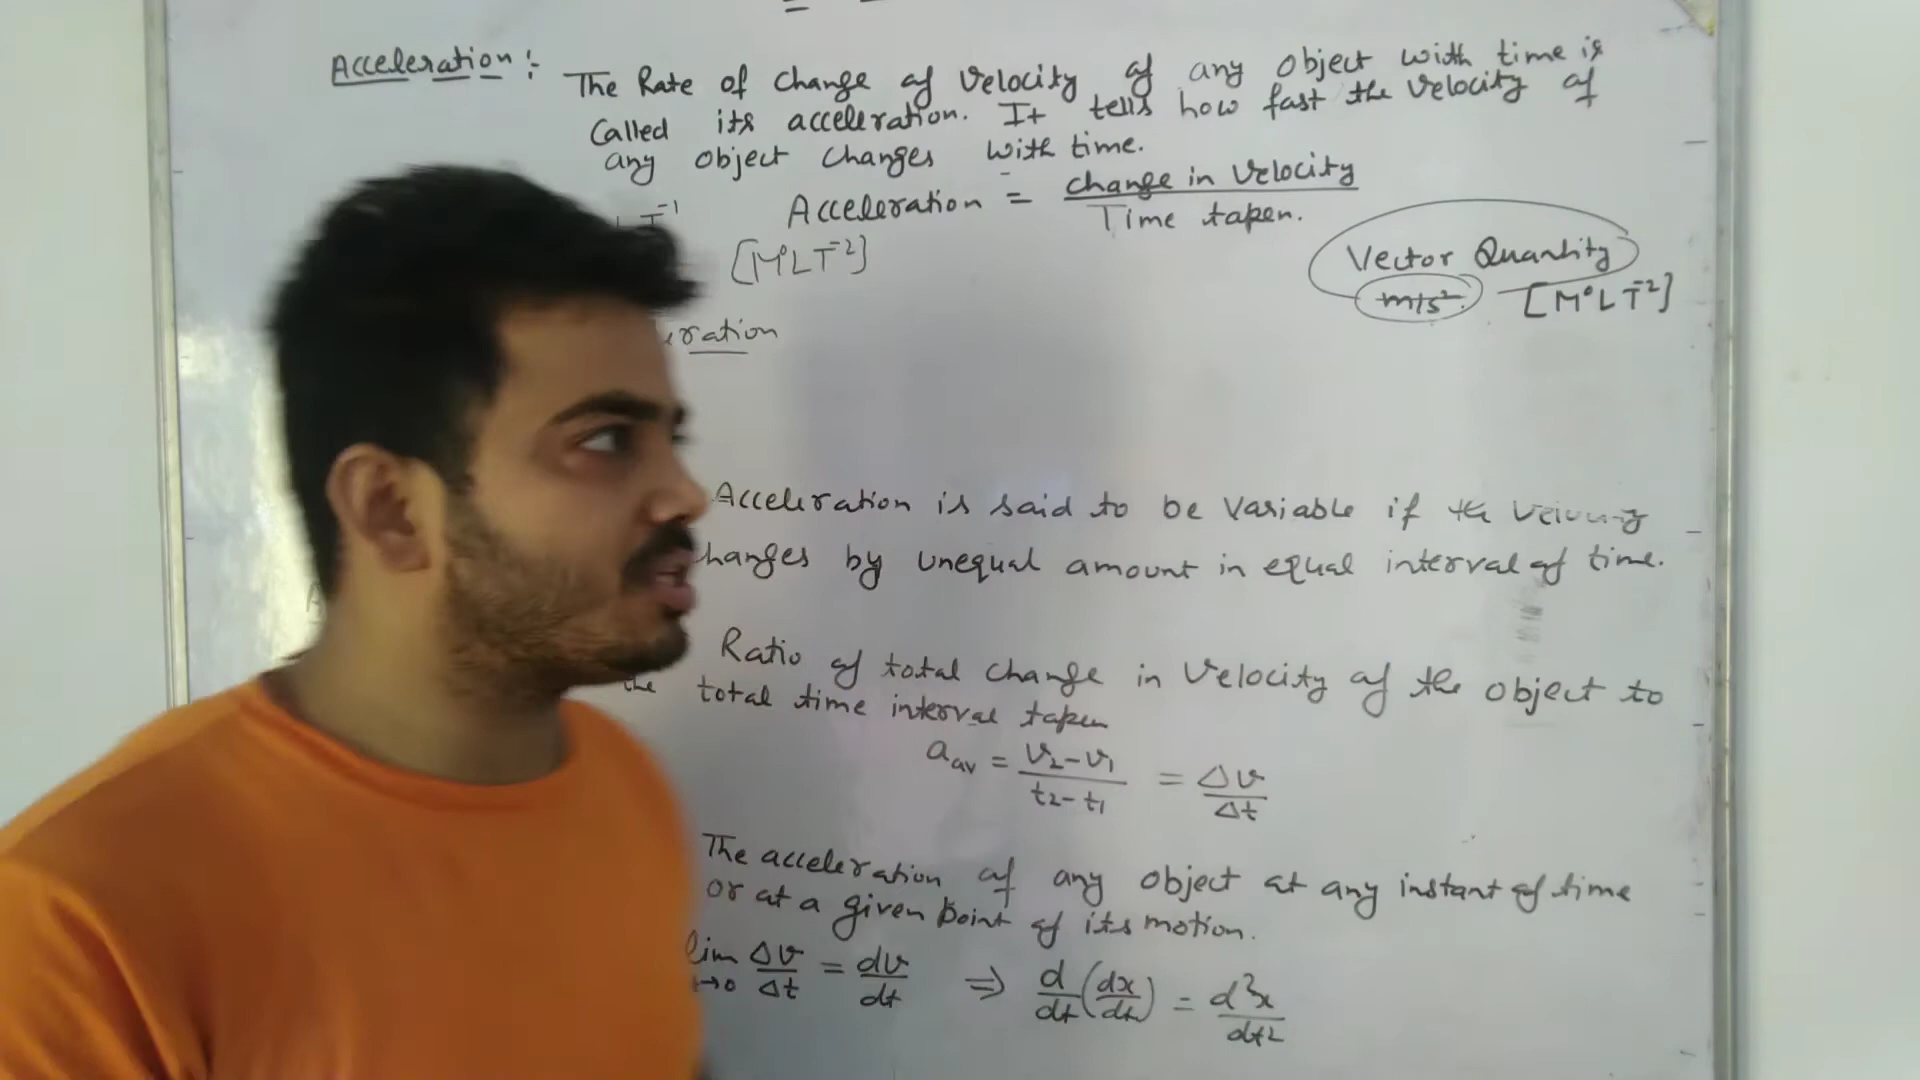 Acceleration :-
The Rate of change of velocity of any object with time is
called its acceleration. It tells how fast the velocity of
any object changes with time.
Acceleration = change in velocity / Time taken.
T⁻¹
[M⁰LT⁻²]
Vector Quantity
m/s². [M⁰LT⁻²]
eration
Acceleration is said to be variable if the velocity
hanges by unequal amount in equal interval of time.
Ratio of total change in velocity of the object to
the total time interval taken
a_av = v₂-v₁ / t₂-t₁ = Δv/Δt
The acceleration of any object at any instant of time
or at a given point of its motion.
lim →0 Δv/Δt = dv/dt ⇒ d/dt (dx/dt) = d²x/dt²